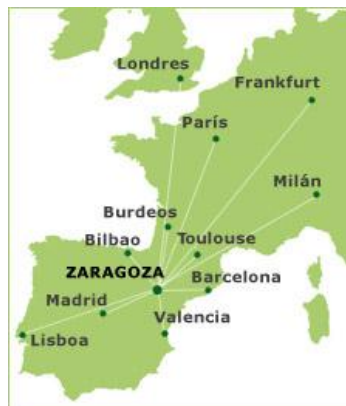 Londres
Frankfurt
París
Milán
Burdeos
Bilbao
Toulouse
ZARAGOZA
Barcelona
Madrid
Valencia
Lisboa